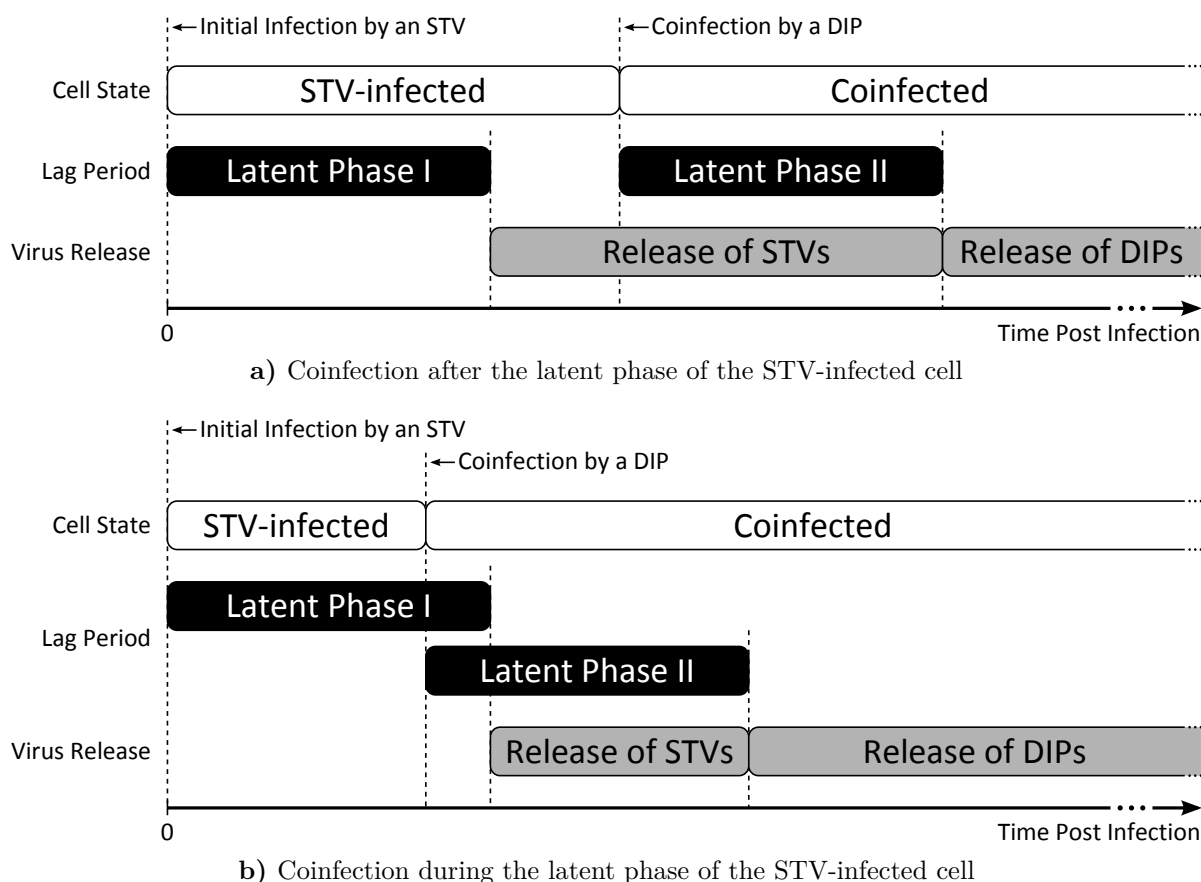 Initial Infection by an STV
Coinfection by a DIP
Cell State
STV-infected
Coinfected
Lag Period
Latent Phase I
Latent Phase II
Virus Release
Release of STVs
Release of DIPs
0
Time Post Infection
a) Coinfection after the latent phase of the STV-infected cell
Initial Infection by an STV
Coinfection by a DIP
Cell State
STV-infected
Coinfected
Latent Phase I
Lag Period
Latent Phase II
Virus Release
Release of STVs
Release of DIPs
0
Time Post Infection
b) Coinfection during the latent phase of the STV-infected cell